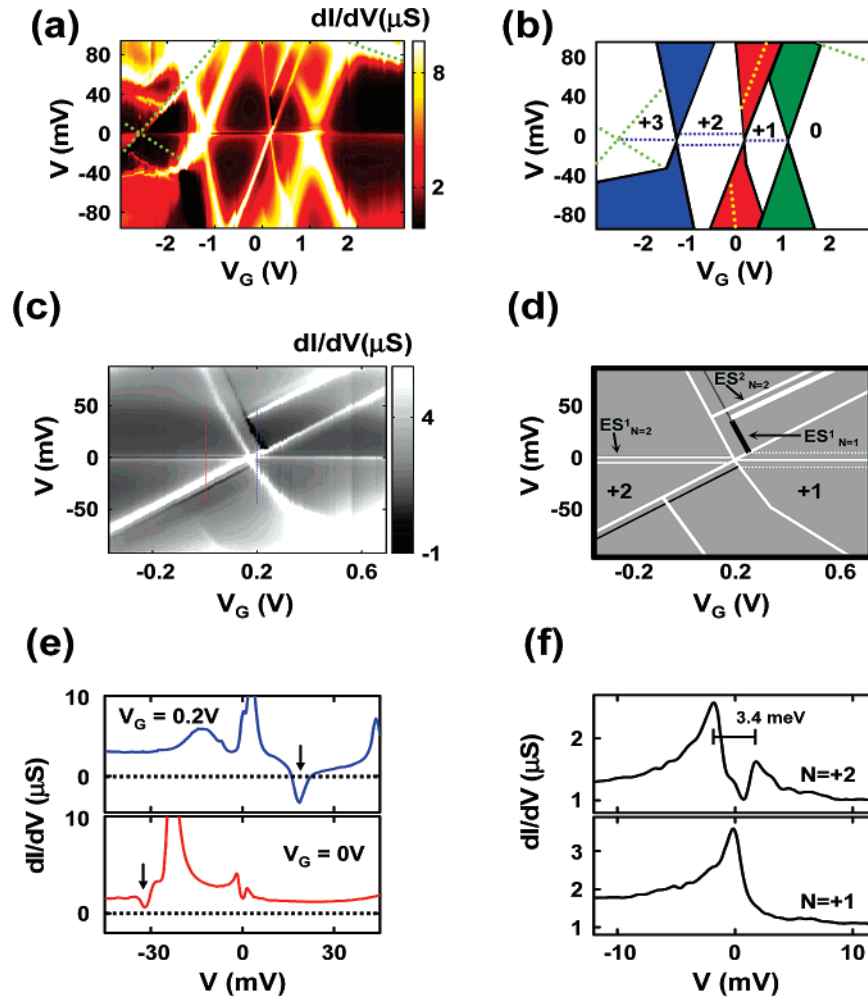 (a)
dI/dV(μS)
8
2
V (mV)
80
40
0
-40
-80
-2 -1 0 1 2
V_G (V)
(b)
+3 +2 +1 0
V (mV)
80
40
0
-40
-80
-2 -1 0 1 2
V_G (V)
(c)
dI/dV(μS)
4
-1
V (mV)
50
0
-50
-0.2 0.2 0.6
V_G (V)
(d)
ES²_N=2
ES¹_N=2
ES¹_N=1
+2 +1
V (mV)
50
0
-50
-0.2 0.2 0.6
V_G (V)
(e)
dI/dV (μS)
10
0
V_G = 0.2V
10
0
V_G = 0V
-30 0 30
V (mV)
(f)
dI/dV (μS)
2
1
3.4 meV
N=+2
3
2
1
N=+1
-10 0 10
V (mV)